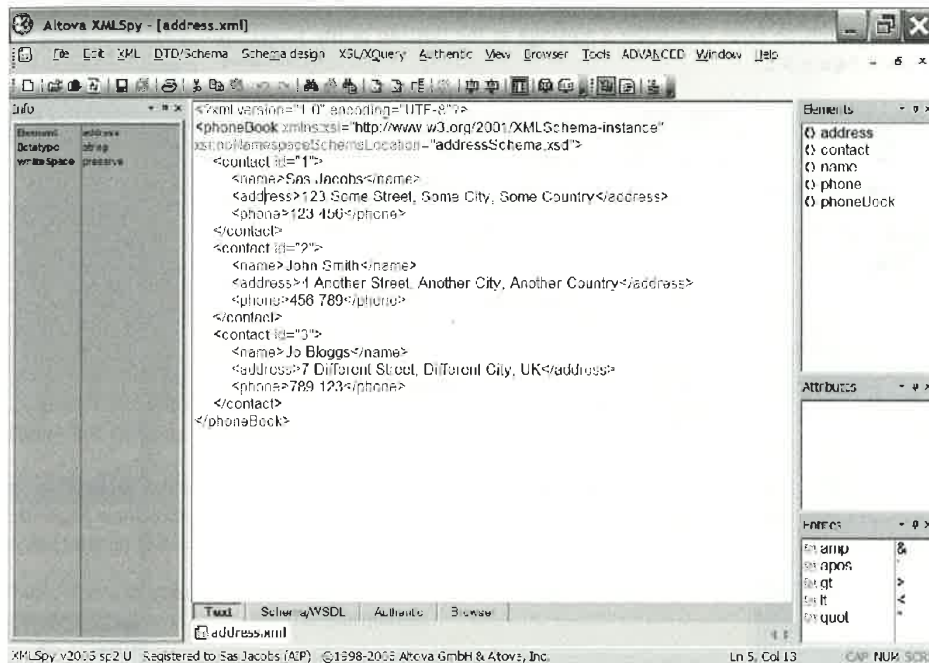 Altova XMLSpy - [address.xml]
File Edit XML DTD/Schema Schema design XSL/XQuery Authentic View Browser Tools ADVANCED Window Help
Info
Element address
Datatype string
whiteSpace preserve
<?xml version="1.0" encoding="UTF-8"?>
<phoneBook xmlns:xsi="http://www.w3.org/2001/XMLSchema-instance"
xsi:noNamespaceSchemaLocation="addressSchema.xsd">
<contact id="1">
<name>Sas Jacobs</name>
<address>123 Some Street, Some City, Some Country</address>
<phone>123 456</phone>
</contact>
<contact id="2">
<name>John Smith</name>
<address>4 Another Street, Another City, Another Country</address>
<phone>456 789</phone>
</contact>
<contact id="3">
<name>Jo Bloggs</name>
<address>7 Different Street, Different City, UK</address>
<phone>789 123</phone>
</contact>
</phoneBook>
Elements
address
contact
name
phone
phoneBook
Attributes
Entities
amp &
apos '
gt >
lt <
quot "
Text Schema/WSDL Authentic Browser
address.xml
XMLSpy v2005 sp2 U Registered to Sas Jacobs (AIP) ©1998-2005 Altova GmbH & Altova, Inc.
Ln 5, Col 13
CAP NUM SCR